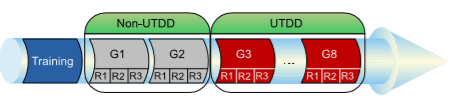 Non-UTDD UTDD
Training G1 G2 G3 ... G8
R1 R2 R3 R1 R2 R3 R1 R2 R3 R1 R2 R3